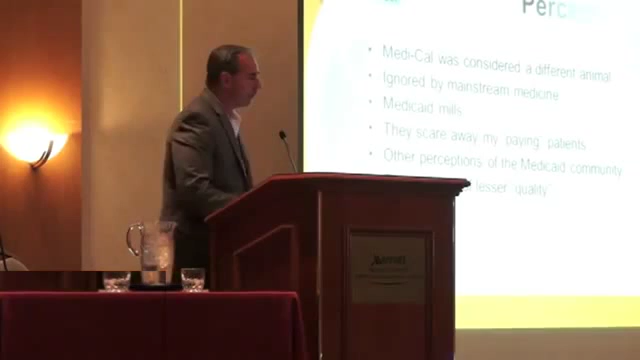 Perc
• Medi-Cal was considered a different animal
• Ignored by mainstream medicine
• Medicaid mills
• They scare away my paying patients
• Other perceptions of the Medicaid community
lesser 'quality'
Marriott